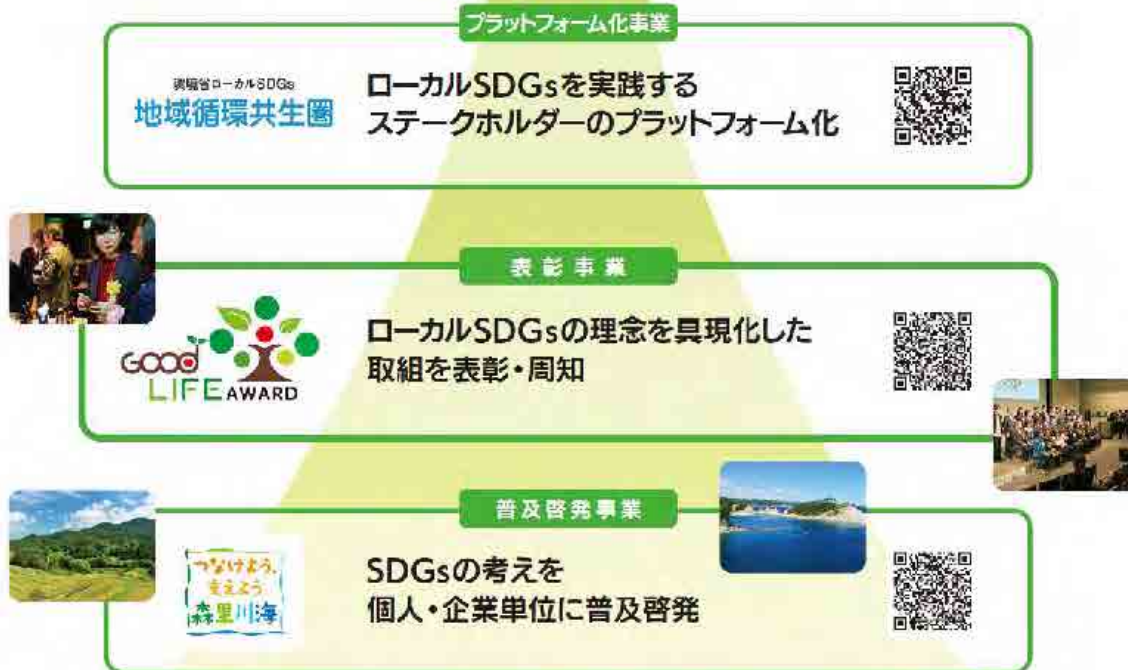 プラットフォーム化事業
環境省ローカルSDGs
地域循環共生圏
ローカルSDGsを実践する
ステークホルダーのプラットフォーム化
表彰事業
GOOD
LIFE AWARD
ローカルSDGsの理念を具現化した
取組を表彰・周知
普及啓発事業
つなげよう、
支えよう
森里川海
SDGsの考えを
個人・企業単位に普及啓発